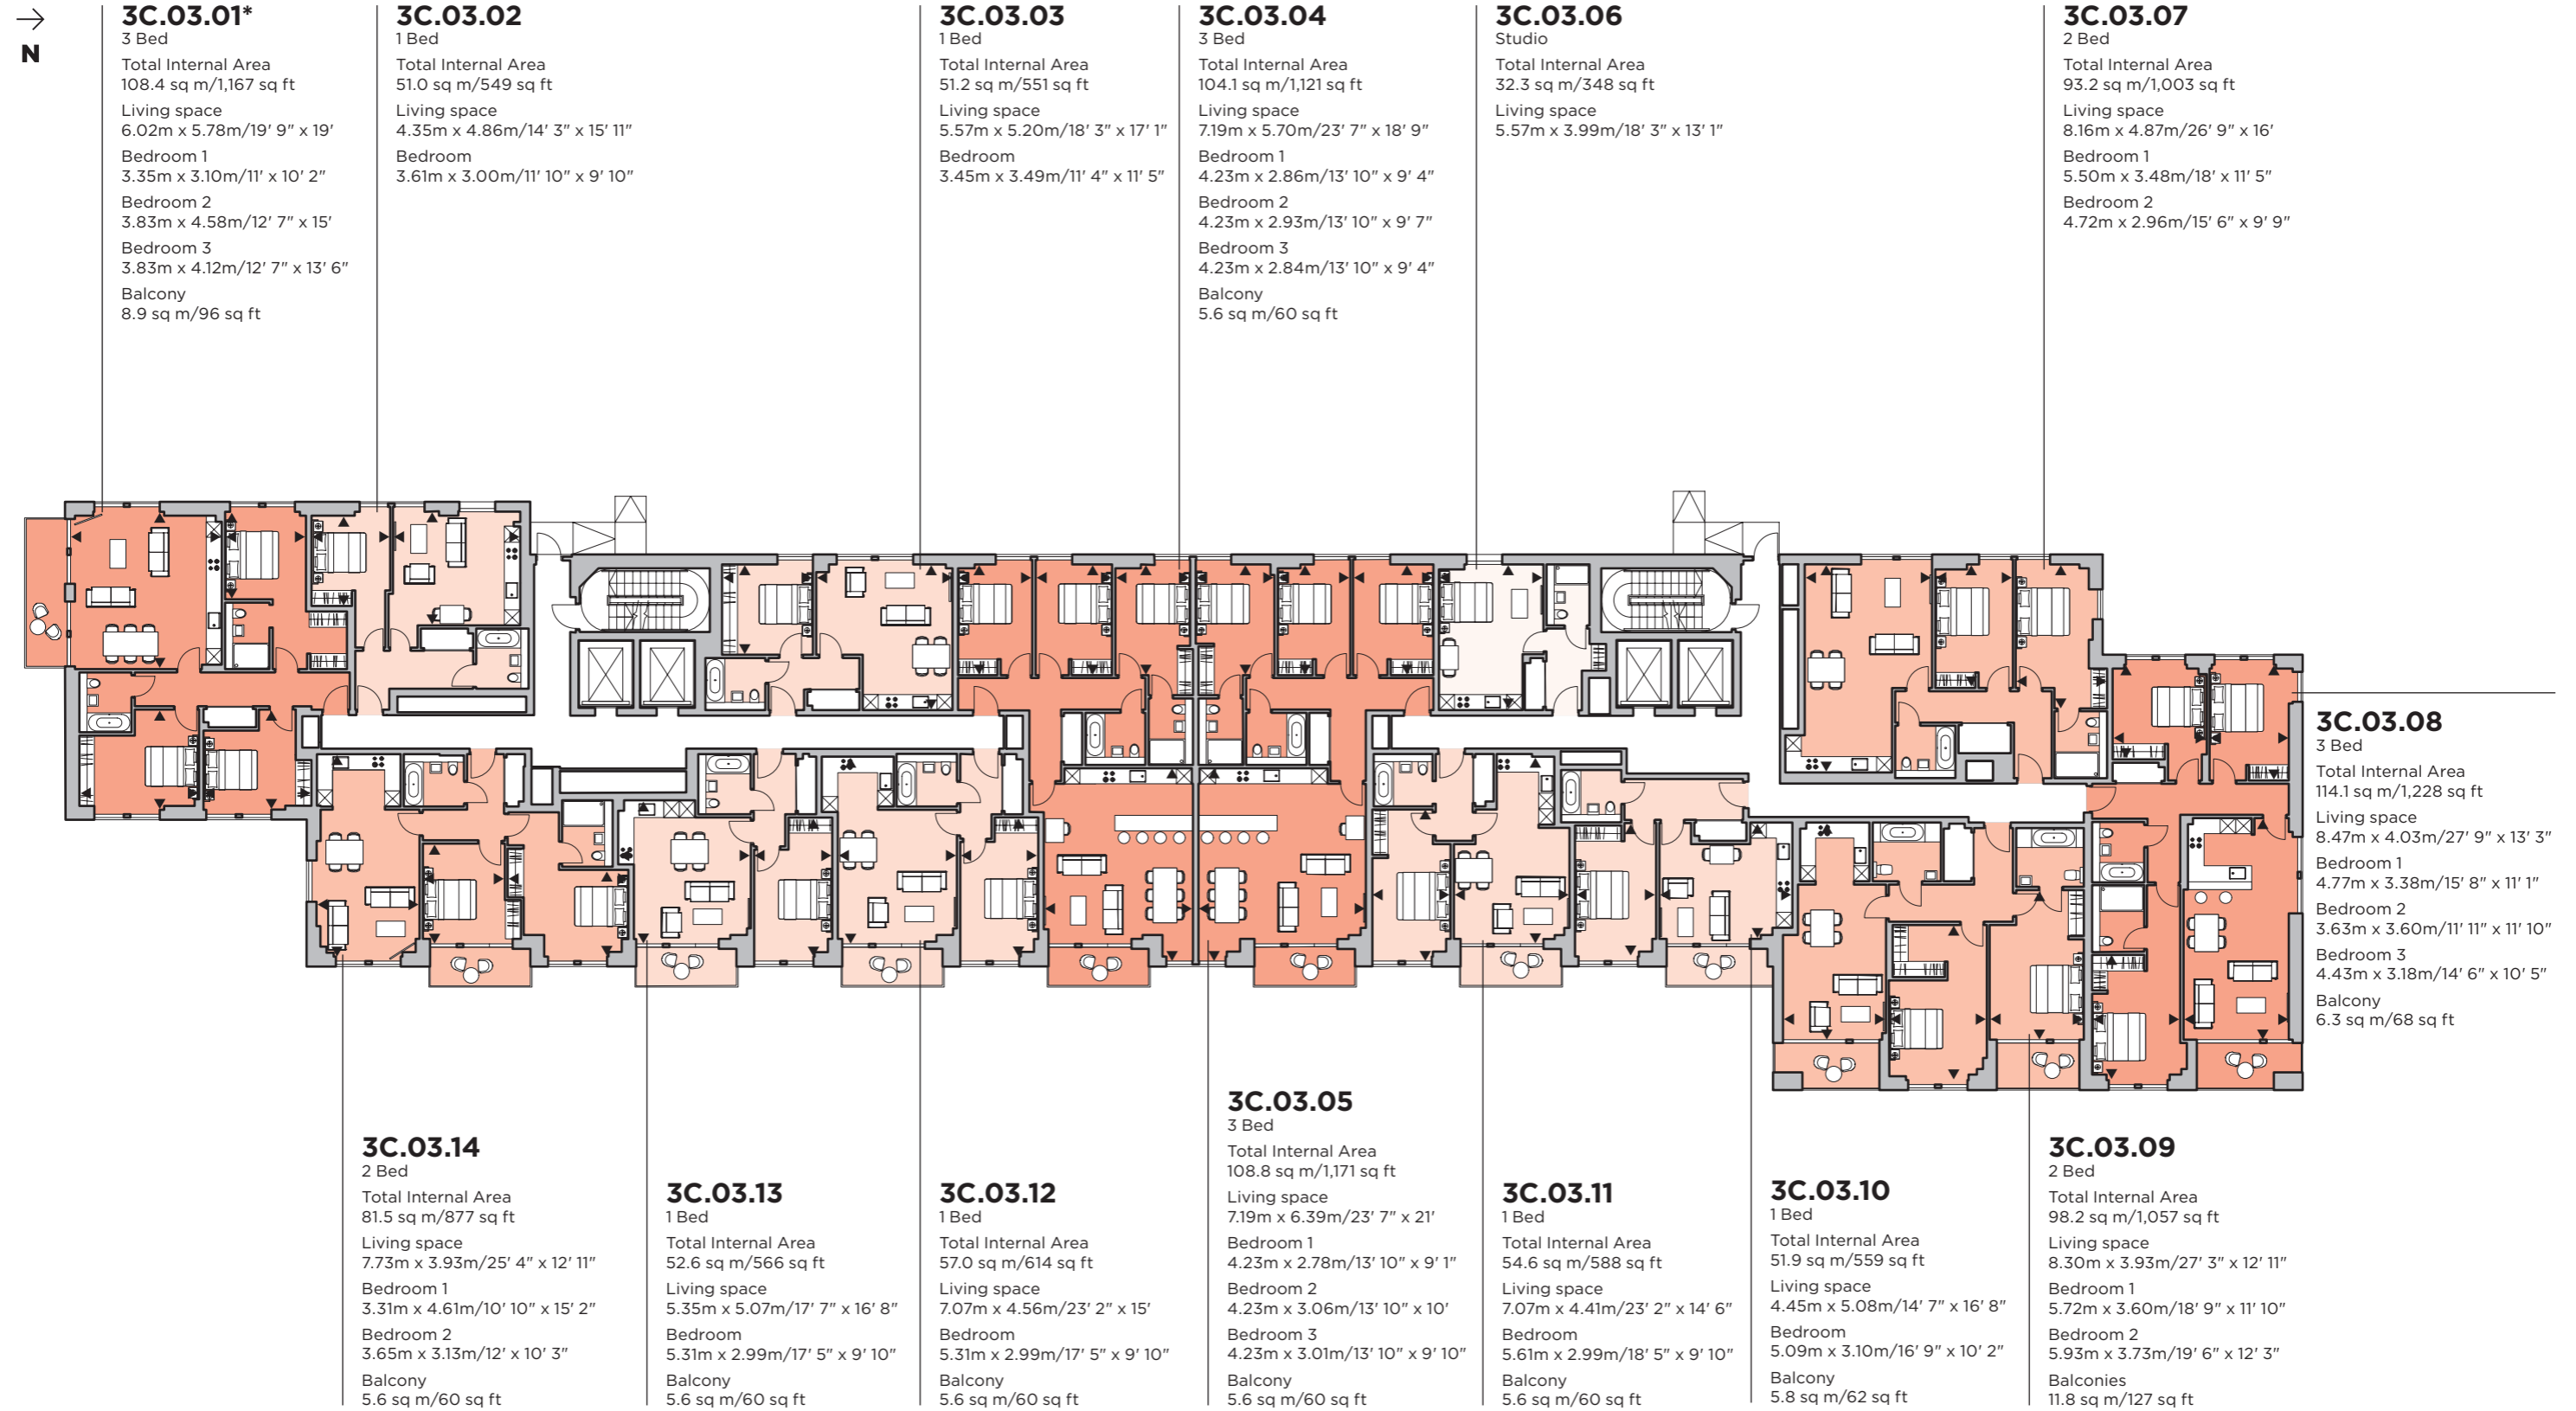 N
3C.03.01*
3 Bed
Total Internal Area
108.4 sq m/1,167 sq ft
Living space
6.02m x 5.78m/19' 9" x 19'
Bedroom 1
3.35m x 3.10m/11' x 10' 2"
Bedroom 2
3.83m x 4.58m/12' 7" x 15'
Bedroom 3
3.83m x 4.12m/12' 7" x 13' 6"
Balcony
8.9 sq m/96 sq ft
3C.03.02
1 Bed
Total Internal Area
51.0 sq m/549 sq ft
Living space
4.35m x 4.86m/14' 3" x 15' 11"
Bedroom
3.61m x 3.00m/11' 10" x 9' 10"
3C.03.03
1 Bed
Total Internal Area
51.2 sq m/551 sq ft
Living space
5.57m x 5.20m/18' 3" x 17' 1"
Bedroom
3.45m x 3.49m/11' 4" x 11' 5"
3C.03.04
3 Bed
Total Internal Area
104.1 sq m/1,121 sq ft
Living space
7.19m x 5.70m/23' 7" x 18' 9"
Bedroom 1
4.23m x 2.86m/13' 10" x 9' 4"
Bedroom 2
4.23m x 2.93m/13' 10" x 9' 7"
Bedroom 3
4.23m x 2.84m/13' 10" x 9' 4"
Balcony
5.6 sq m/60 sq ft
3C.03.06
Studio
Total Internal Area
32.3 sq m/348 sq ft
Living space
5.57m x 3.99m/18' 3" x 13' 1"
3C.03.07
2 Bed
Total Internal Area
93.2 sq m/1,003 sq ft
Living space
8.16m x 4.87m/26' 9" x 16'
Bedroom 1
5.50m x 3.48m/18' x 11' 5"
Bedroom 2
4.72m x 2.96m/15' 6" x 9' 9"
3C.03.08
3 Bed
Total Internal Area
114.1 sq m/1,228 sq ft
Living space
8.47m x 4.03m/27' 9" x 13' 3"
Bedroom 1
4.77m x 3.38m/15' 8" x 11' 1"
Bedroom 2
3.63m x 3.60m/11' 11" x 11' 10"
Bedroom 3
4.43m x 3.18m/14' 6" x 10' 5"
Balcony
6.3 sq m/68 sq ft
3C.03.14
2 Bed
Total Internal Area
81.5 sq m/877 sq ft
Living space
7.73m x 3.93m/25' 4" x 12' 11"
Bedroom 1
3.31m x 4.61m/10' 10" x 15' 2"
Bedroom 2
3.65m x 3.13m/12' x 10' 3"
Balcony
5.6 sq m/60 sq ft
3C.03.13
1 Bed
Total Internal Area
52.6 sq m/566 sq ft
Living space
5.35m x 5.07m/17' 7" x 16' 8"
Bedroom
5.31m x 2.99m/17' 5" x 9' 10"
Balcony
5.6 sq m/60 sq ft
3C.03.12
1 Bed
Total Internal Area
57.0 sq m/614 sq ft
Living space
7.07m x 4.56m/23' 2" x 15'
Bedroom
5.31m x 2.99m/17' 5" x 9' 10"
Balcony
5.6 sq m/60 sq ft
3C.03.05
3 Bed
Total Internal Area
108.8 sq m/1,171 sq ft
Living space
7.19m x 6.39m/23' 7" x 21'
Bedroom 1
4.23m x 2.78m/13' 10" x 9' 1"
Bedroom 2
4.23m x 3.06m/13' 10" x 10'
Bedroom 3
4.23m x 3.01m/13' 10" x 9' 10"
Balcony
5.6 sq m/60 sq ft
3C.03.11
1 Bed
Total Internal Area
54.6 sq m/588 sq ft
Living space
7.07m x 4.41m/23' 2" x 14' 6"
Bedroom
5.61m x 2.99m/18' 5" x 9' 10"
Balcony
5.6 sq m/60 sq ft
3C.03.10
1 Bed
Total Internal Area
51.9 sq m/559 sq ft
Living space
4.45m x 5.08m/14' 7" x 16' 8"
Bedroom
5.09m x 3.10m/16' 9" x 10' 2"
Balcony
5.8 sq m/62 sq ft
3C.03.09
2 Bed
Total Internal Area
98.2 sq m/1,057 sq ft
Living space
8.30m x 3.93m/27' 3" x 12' 11"
Bedroom 1
5.72m x 3.60m/18' 9" x 11' 10"
Bedroom 2
5.93m x 3.73m/19' 6" x 12' 3"
Balconies
11.8 sq m/127 sq ft